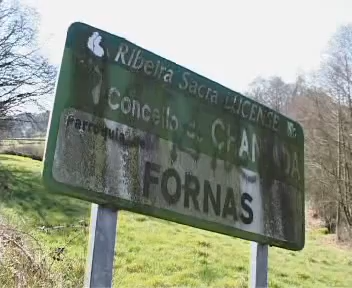 Ribeira Sacra LUCENSE
Concello de CHANTADA
Parroquia de
FORNAS